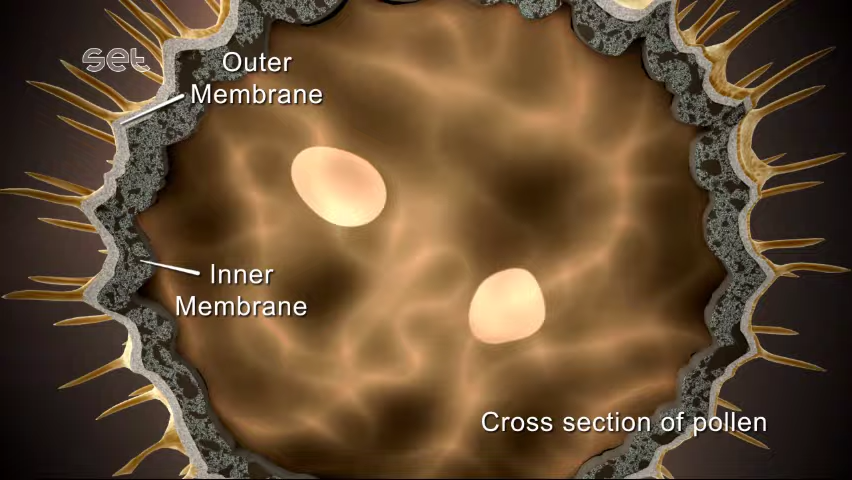 set
Outer
Membrane
Inner
Membrane
Cross section of pollen